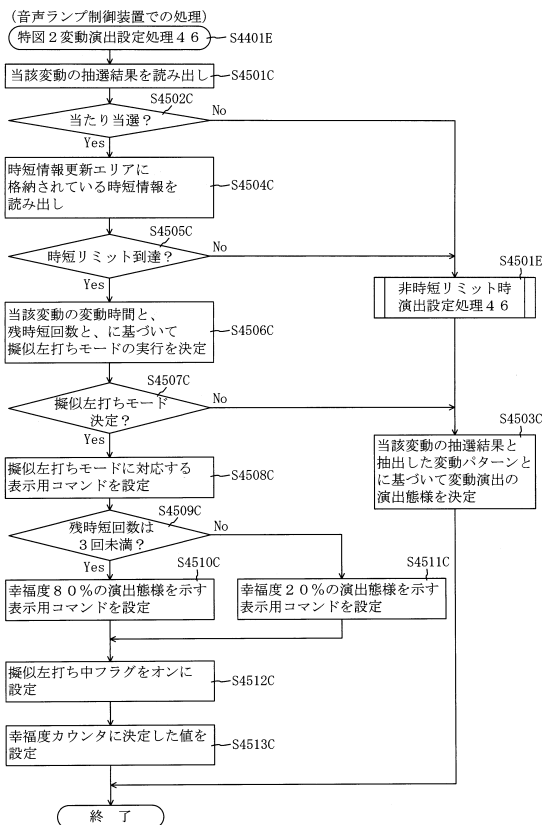 (音声ランプ制御装置での処理)
特図2変動演出設定処理46
S4401E
当該変動の抽選結果を読み出し
S4501C
S4502C
当たり当選?
No
Yes
時短情報更新エリアに
格納されている時短情報を
読み出し
S4504C
S4505C
時短リミット到達?
No
Yes
S4501E
非時短リミット時
演出設定処理46
当該変動の変動時間と、
残時短回数と、に基づいて
擬似左打ちモードの実行を決定
S4506C
S4507C
擬似左打ちモード
決定?
No
Yes
S4503C
当該変動の抽選結果と
抽出した変動パターンと
に基づいて変動演出の
演出態様を決定
擬似左打ちモードに対応する
表示用コマンドを設定
S4508C
S4509C
残時短回数は
3回未満?
No
Yes
S4510C
幸福度80%の演出態様を示す
表示用コマンドを設定
S4511C
幸福度20%の演出態様を示す
表示用コマンドを設定
擬似左打ち中フラグをオンに
設定
S4512C
幸福度カウンタに決定した値を
設定
S4513C
終 了